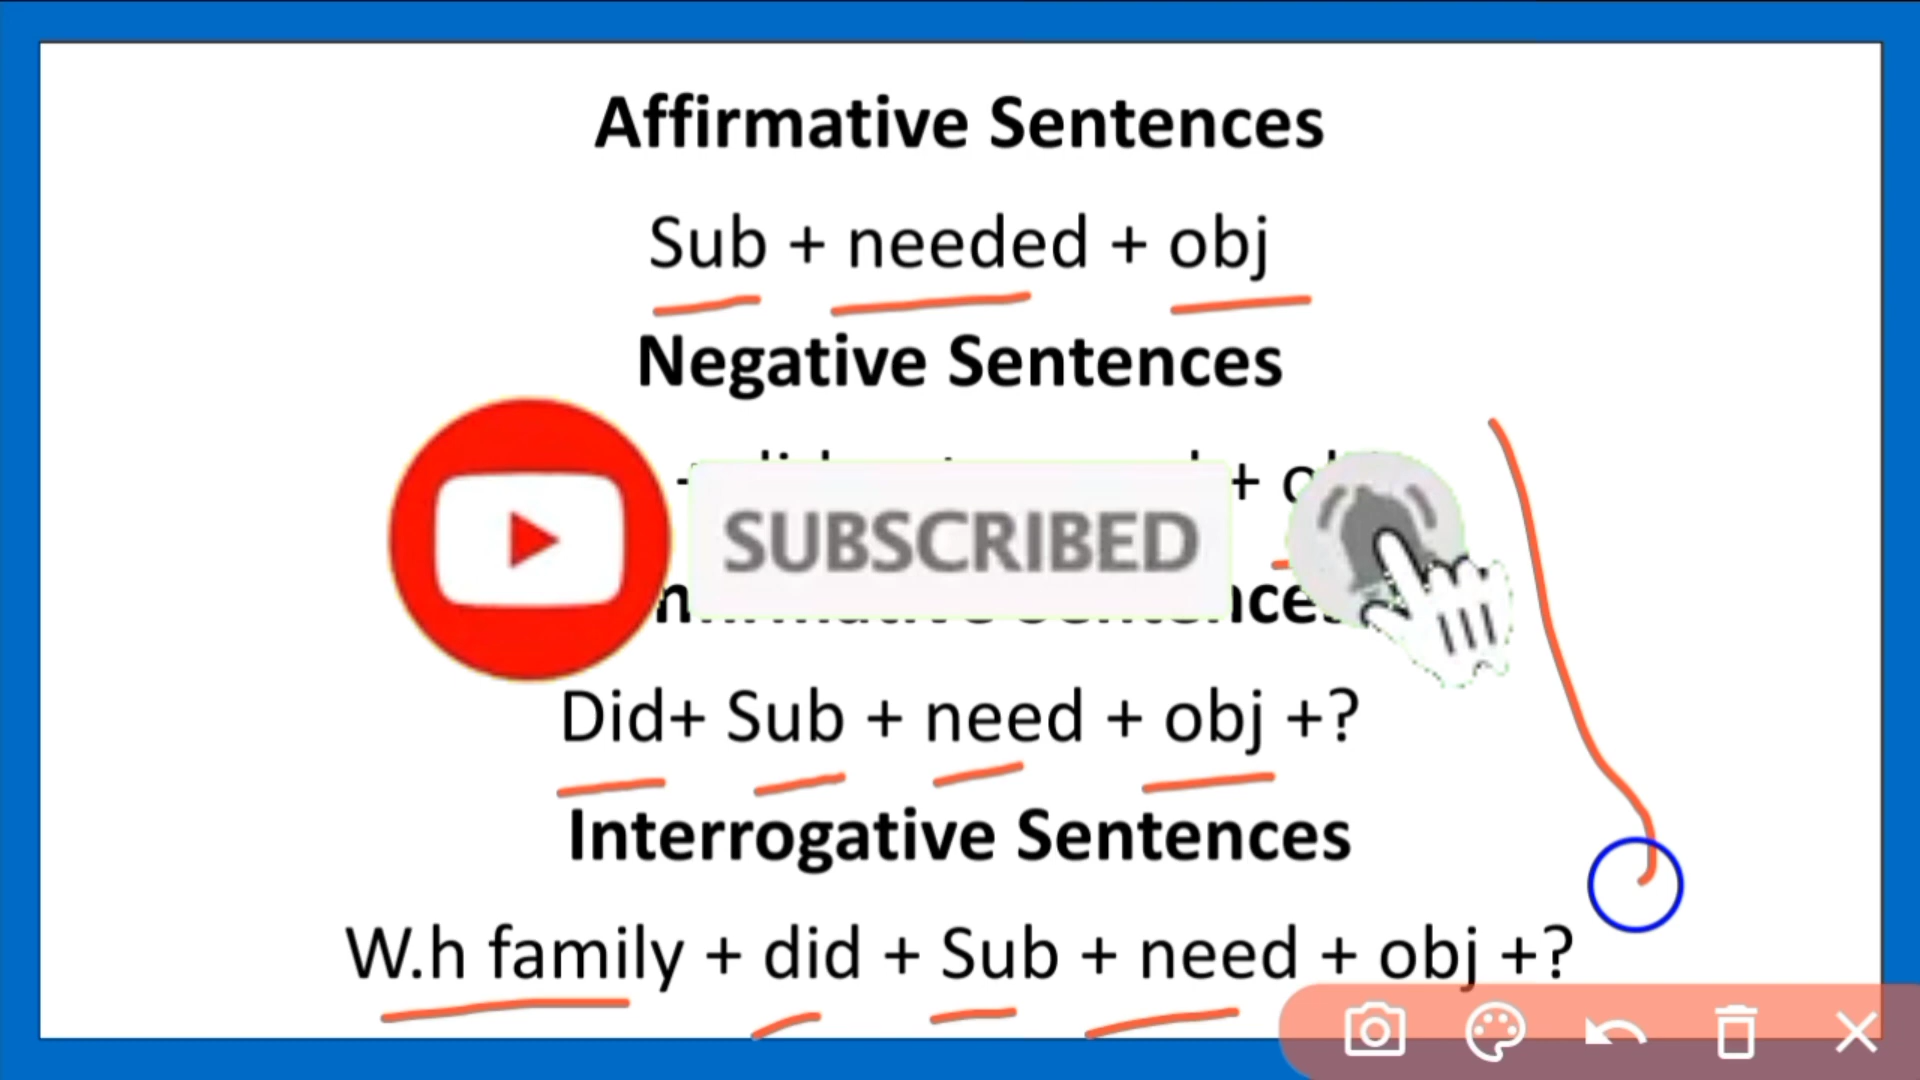 Affirmative Sentences
Sub + needed + obj
Negative Sentences
+ +
SUBSCRIBED
Did+ Sub + need + obj +?
Interrogative Sentences
W.h family + did + Sub + need + obj +?